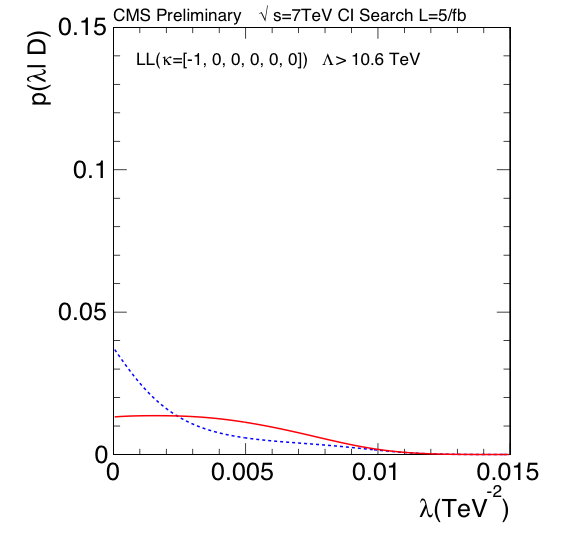 CMS Preliminary √ s=7TeV CI Search L=5/fb
LL(κ=[-1, 0, 0, 0, 0, 0]) Λ> 10.6 TeV
p(λ| D)
0.15
0.1
0.05
0
0 0.005 0.01 0.015
λ(TeV⁻²)